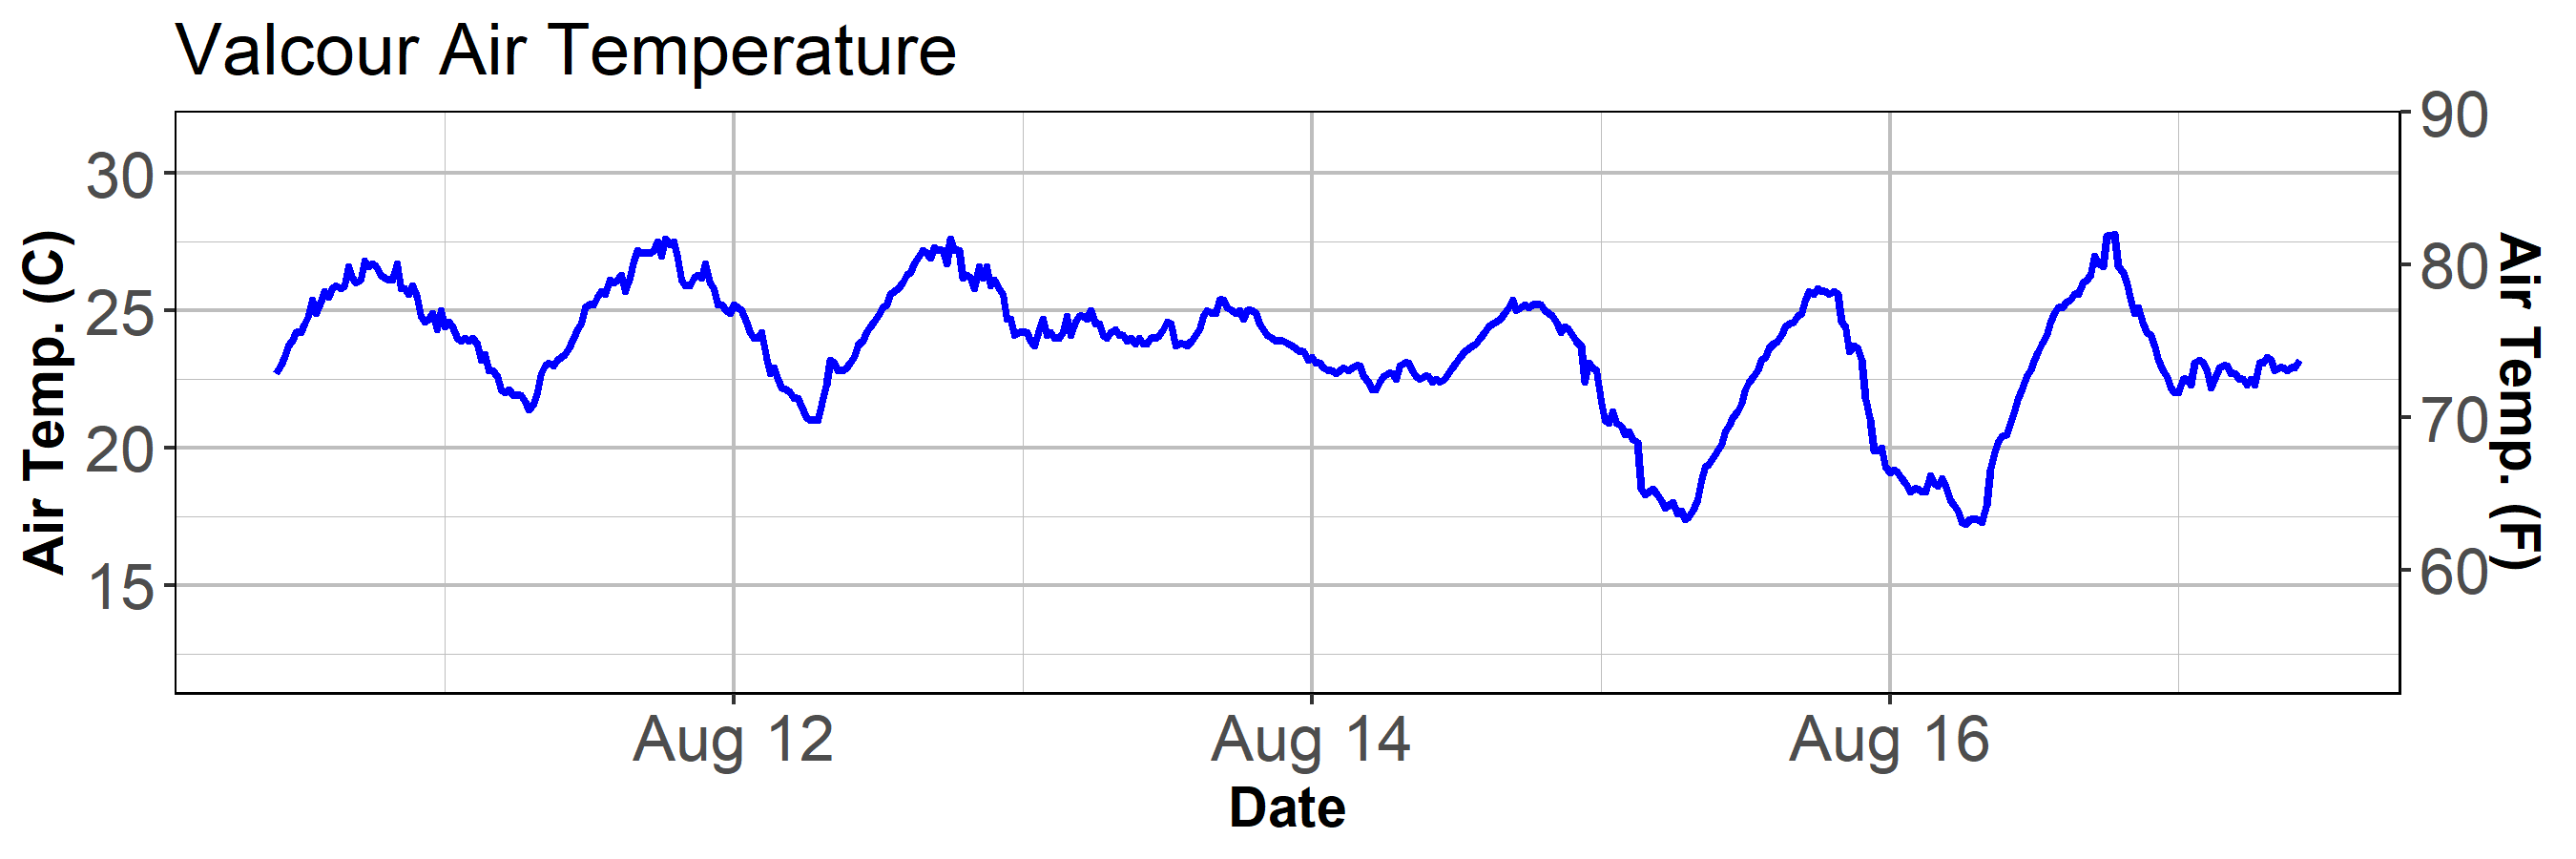 Valcour Air Temperature
90
30
80
25
70
20
60
15
Air Temp. (C)
Air Temp. (F)
Aug 12
Aug 14
Aug 16
Date